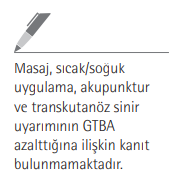 Masaj, sıcak/soğuk
uygulama, akupunktur
ve transkutanöz sinir
uyarımının GTBA
azalttığına ilişkin kanıt
bulunmamaktadır.